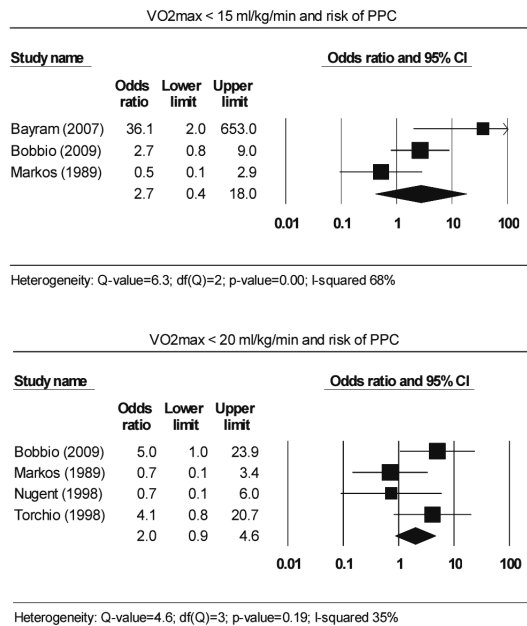 VO2max < 15 ml/kg/min and risk of PPC
Study name Odds ratio and 95% CI
Odds ratio Lower limit Upper limit
Bayram (2007) 36.1 2.0 653.0
Bobbio (2009) 2.7 0.8 9.0
Markos (1989) 0.5 0.1 2.9
2.7 0.4 18.0
0.01 0.1 1 10 100
Heterogeneity: Q-value=6.3; df(Q)=2; p-value=0.00; I-squared 68%
VO2max < 20 ml/kg/min and risk of PPC
Study name Odds ratio and 95% CI
Odds ratio Lower limit Upper limit
Bobbio (2009) 5.0 1.0 23.9
Markos (1989) 0.7 0.1 3.4
Nugent (1998) 0.7 0.1 6.0
Torchio (1998) 4.1 0.8 20.7
2.0 0.9 4.6
0.01 0.1 1 10 100
Heterogeneity: Q-value=4.6; df(Q)=3; p-value=0.19; I-squared 35%